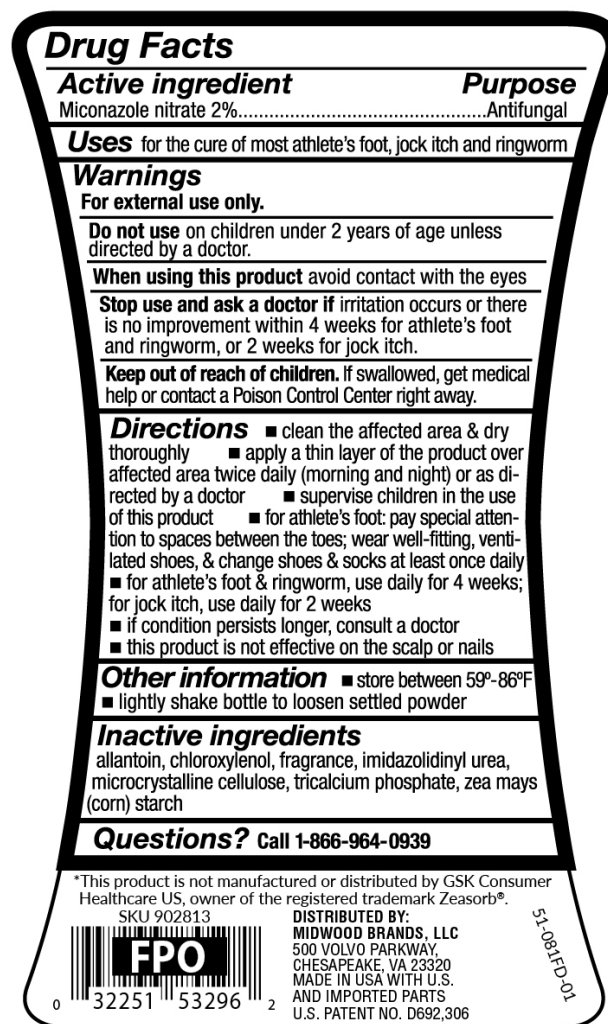 Drug Facts
Active ingredient Purpose
Miconazole nitrate 2%................................................Antifungal
Uses for the cure of most athlete's foot, jock itch and ringworm
Warnings
For external use only.
Do not use on children under 2 years of age unless
directed by a doctor.
When using this product avoid contact with the eyes
Stop use and ask a doctor if irritation occurs or there
is no improvement within 4 weeks for athlete's foot
and ringworm, or 2 weeks for jock itch.
Keep out of reach of children. If swallowed, get medical
help or contact a Poison Control Center right away.
Directions ■ clean the affected area & dry
thoroughly ■ apply a thin layer of the product over
affected area twice daily (morning and night) or as di-
rected by a doctor ■ supervise children in the use
of this product ■ for athlete's foot: pay special atten-
tion to spaces between the toes; wear well-fitting, venti-
lated shoes, & change shoes & socks at least once daily
■ for athlete's foot & ringworm, use daily for 4 weeks;
for jock itch, use daily for 2 weeks
■ if condition persists longer, consult a doctor
■ this product is not effective on the scalp or nails
Other information ■ store between 59º-86ºF
■ lightly shake bottle to loosen settled powder
Inactive ingredients
allantoin, chloroxylenol, fragrance, imidazolidinyl urea,
microcrystalline cellulose, tricalcium phosphate, zea mays
(corn) starch
Questions? Call 1-866-964-0939
*This product is not manufactured or distributed by GSK Consumer
Healthcare US, owner of the registered trademark Zeasorb®.
SKU 902813
FPO
0 32251 53296 2
DISTRIBUTED BY:
MIDWOOD BRANDS, LLC
500 VOLVO PARKWAY,
CHESAPEAKE, VA 23320
MADE IN USA WITH U.S.
AND IMPORTED PARTS
U.S. PATENT NO. D692,306
51-081FD-01